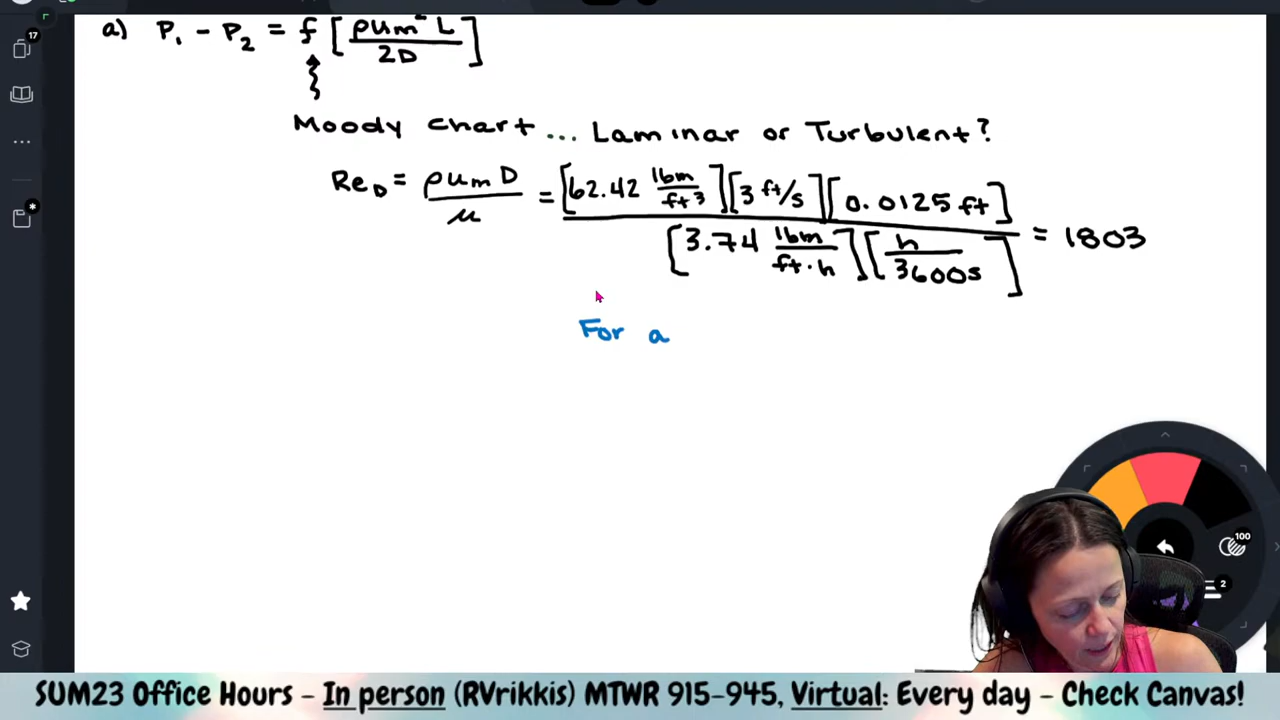 17
a) P₁ - P₂ = f [ρum² L / 2D]
Moody chart ... Laminar or Turbulent?
Re_D = ρum D / μ = [62.42 lbm/ft³][3 ft/s][0.0125 ft] / [3.74 lbm/ft·h][h/3600s] = 1803
For a
100
2
SUM23 Office Hours - In person (RVrikkis) MTWR 915-945, Virtual: Every day - Check Canvas!